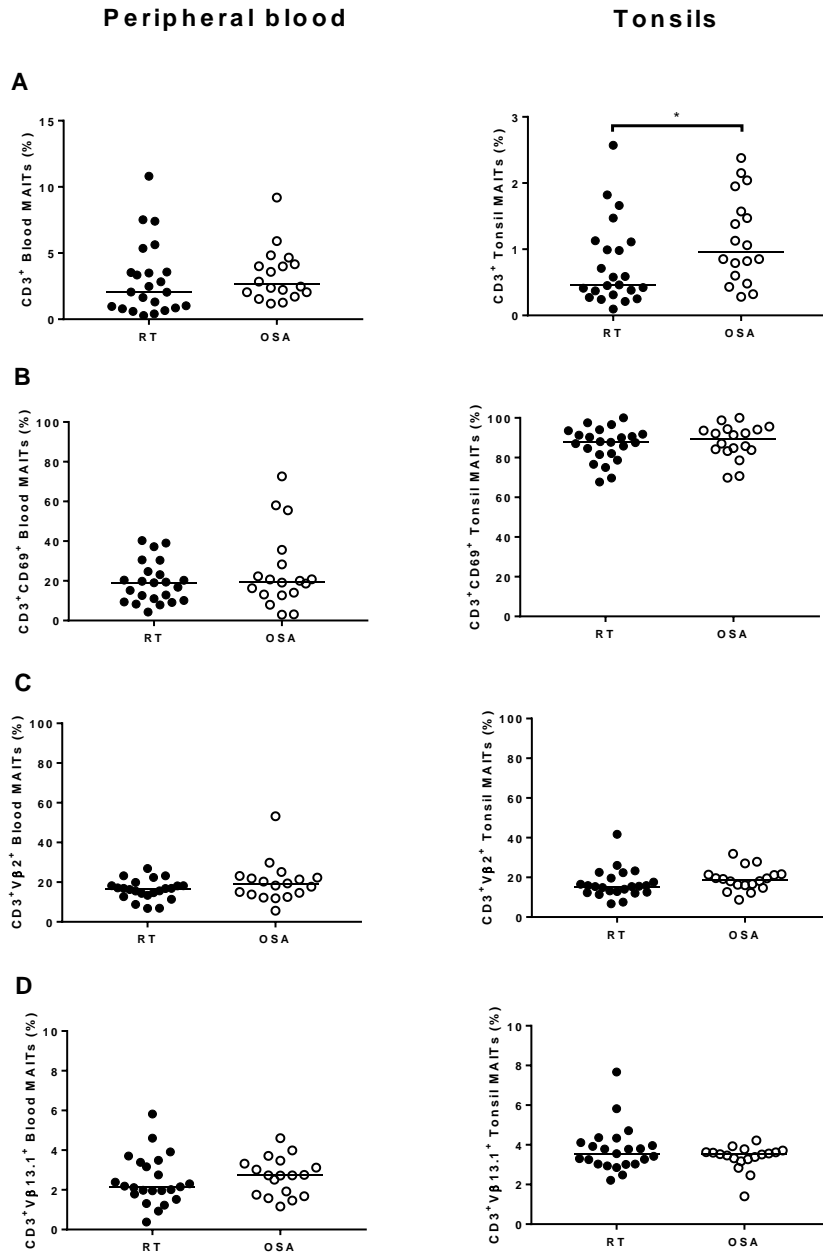 Peripheral blood
Tonsils
A
CD3+ Blood MAITs (%)
15
10
5
0
RT
OSA
CD3+ Tonsil MAITs (%)
3
2
1
0
*
RT
OSA
B
CD3+CD69+ Blood MAITs (%)
100
80
60
40
20
0
RT
OSA
CD3+CD69+ Tonsil MAITs (%)
100
80
60
40
20
0
RT
OSA
C
CD3+Vβ2+ Blood MAITs (%)
100
80
60
40
20
0
RT
OSA
CD3+Vβ2+ Tonsil MAITs (%)
100
80
60
40
20
0
RT
OSA
D
CD3+Vβ13.1+ Blood MAITs (%)
10
8
6
4
2
0
RT
OSA
CD3+Vβ13.1+ Tonsil MAITs (%)
10
8
6
4
2
0
RT
OSA